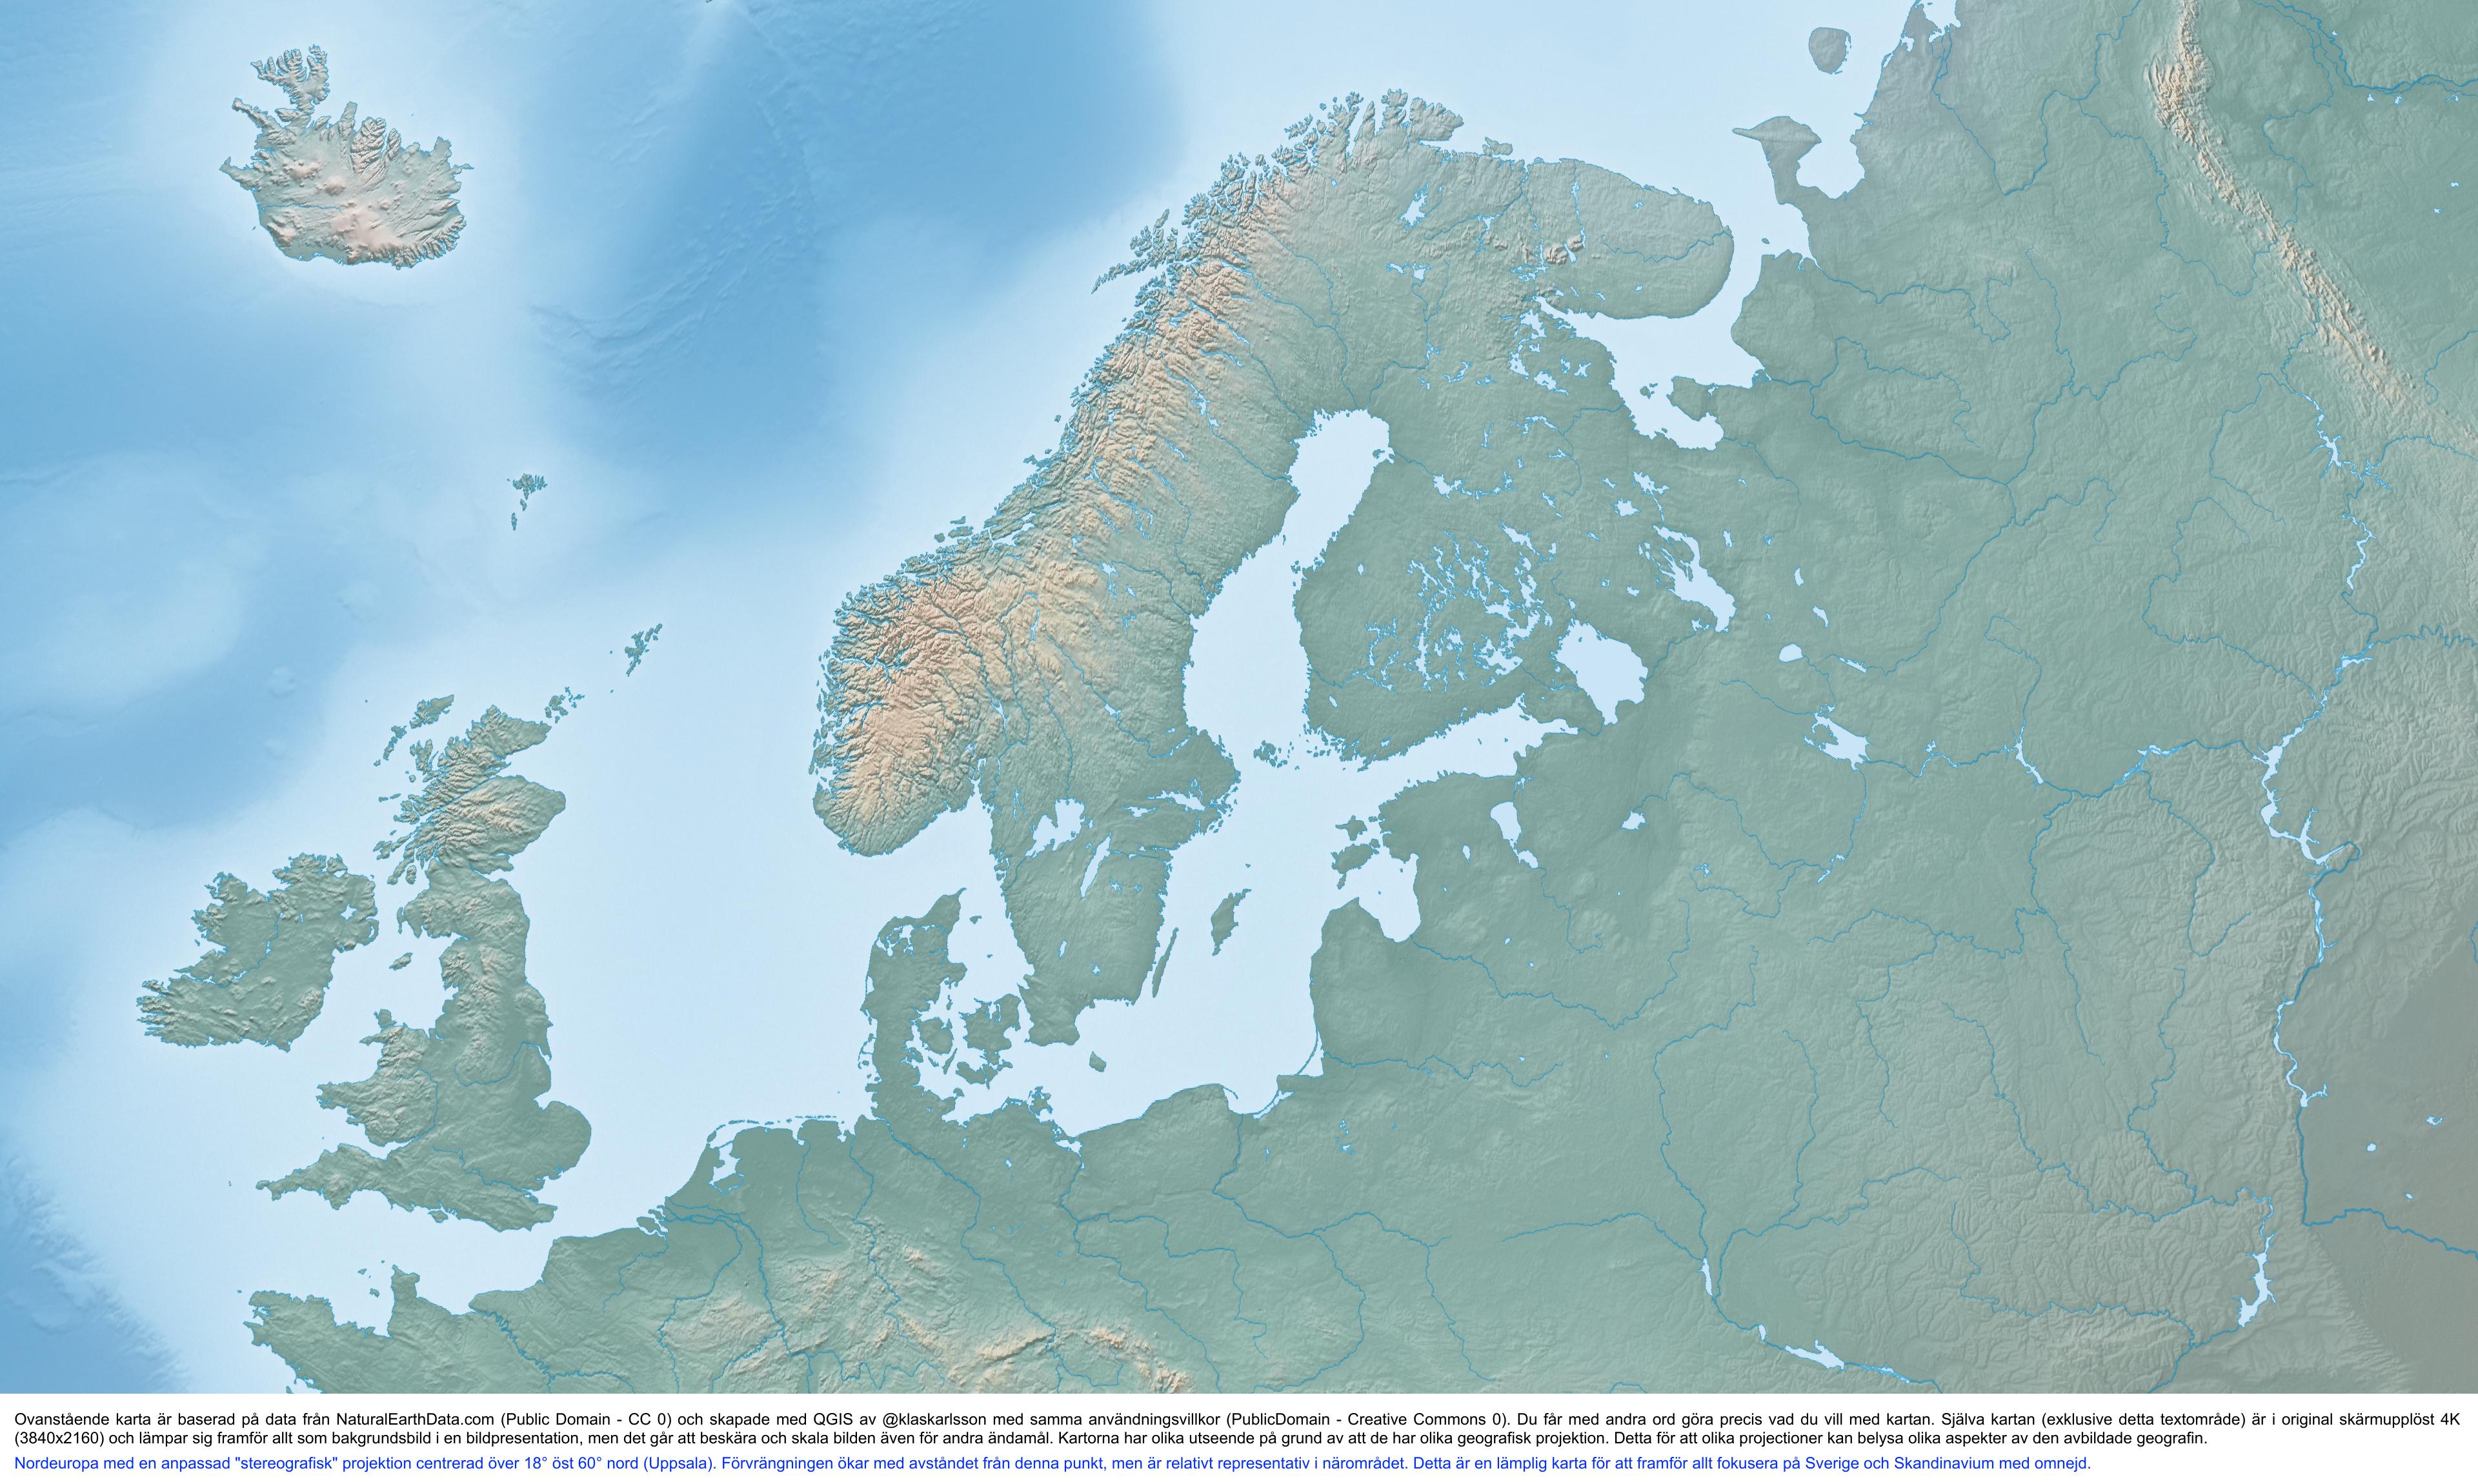 Ovanstående karta är baserad på data från NaturalEarthData.com (Public Domain - CC 0) och skapade med QGIS av @klaskarlsson med samma användningsvillkor (PublicDomain - Creative Commons 0). Du får med andra ord göra precis vad du vill med kartan. Själva kartan (exklusive detta textområde) är i original skärmupplöst 4K
(3840x2160) och lämpar sig framför allt som bakgrundsbild i en bildpresentation, men det går att beskära och skala bilden även för andra ändamål. Kartorna har olika utseende på grund av att de har olika geografisk projektion. Detta för att olika projectioner kan belysa olika aspekter av den avbildade geografin.
Nordeuropa med en anpassad "stereografisk" projektion centrerad över 18° öst 60° nord (Uppsala). Förvrängningen ökar med avståndet från denna punkt, men är relativt representativ i närområdet. Detta är en lämplig karta för att framför allt fokusera på Sverige och Skandinavium med omnejd.